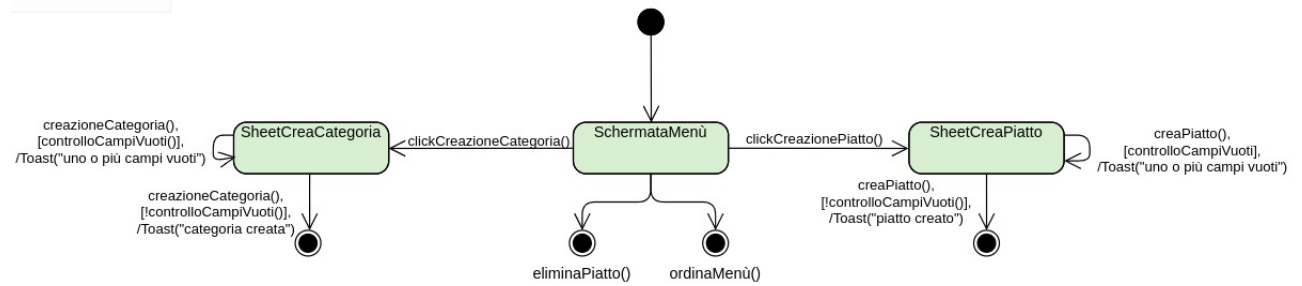 creazioneCategoria(),
[controlloCampiVuoti()],
/Toast("uno o più campi vuoti")
SheetCreaCategoria
clickCreazioneCategoria()
SchermataMenù
clickCreazionePiatto()
SheetCreaPiatto
creaPiatto(),
[controlloCampiVuoti],
/Toast("uno o più campi vuoti")
creazioneCategoria(),
[!controlloCampiVuoti()],
/Toast("categoria creata")
creaPiatto(),
[!controlloCampiVuoti()],
/Toast("piatto creato")
eliminaPiatto()
ordinaMenù()